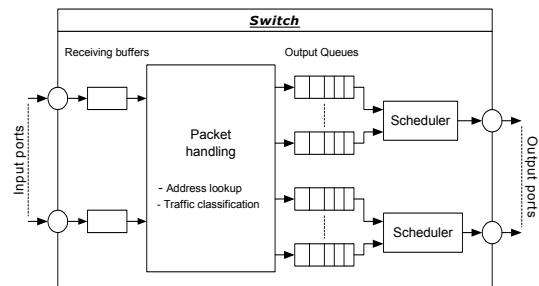 Switch
Receiving buffers
Output Queues
Input ports
Packet
handling
- Address lookup
- Traffic classification
Scheduler
Scheduler
Output ports